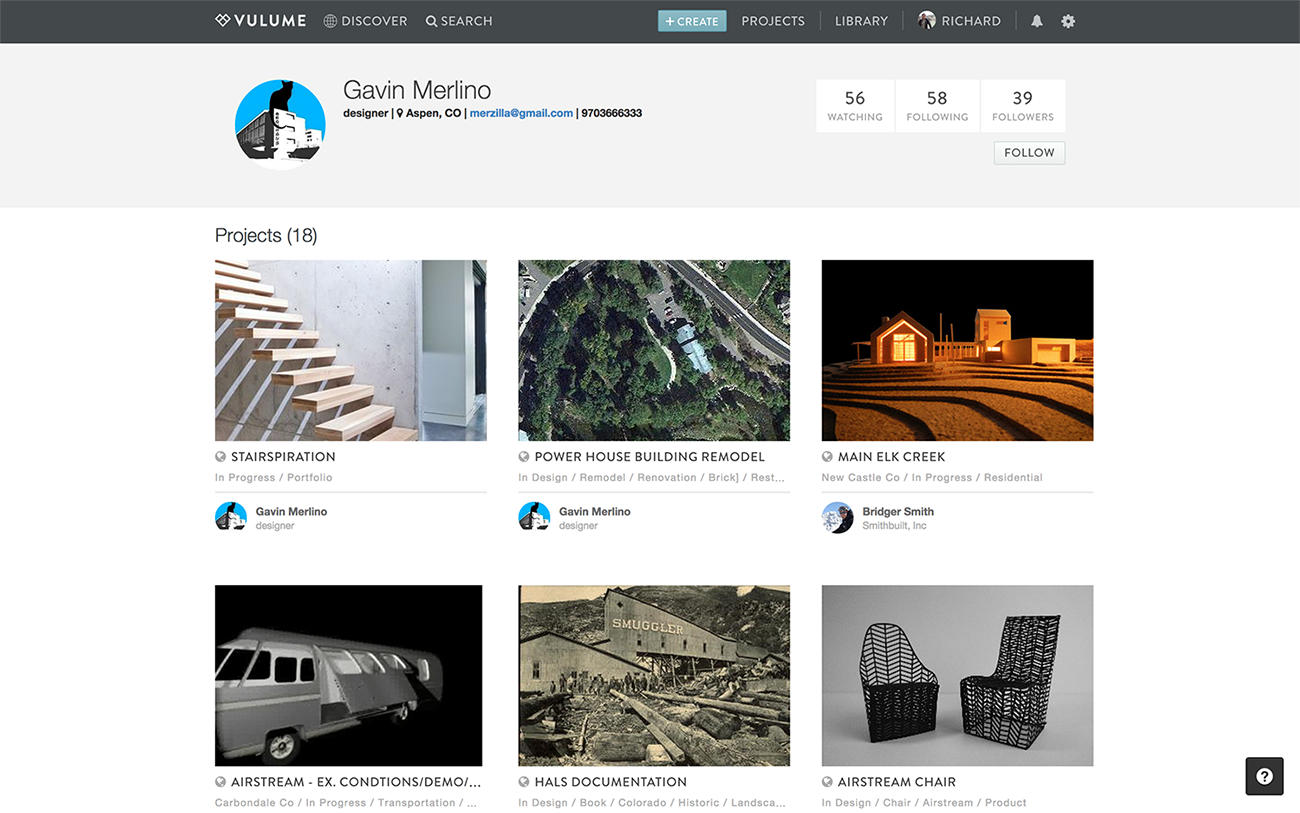 VULUME DISCOVER SEARCH + CREATE PROJECTS LIBRARY RICHARD
Gavin Merlino
designer | Aspen, CO | merzilla@gmail.com | 9703666333
56 58 39
WATCHING FOLLOWING FOLLOWERS
FOLLOW
Projects (18)
STAIRSPIRATION
In Progress / Portfolio
Gavin Merlino
designer
POWER HOUSE BUILDING REMODEL
In Design / Remodel / Renovation / Brick] / Rest...
Gavin Merlino
designer
MAIN ELK CREEK
New Castle Co / In Progress / Residential
Bridger Smith
Smithbuilt, Inc
AIRSTREAM - EX. CONDTIONS/DEMO/...
Carbondale Co / In Progress / Transportation / ...
SMUGGLER
HALS DOCUMENTATION
In Design / Book / Colorado / Historic / Landsca...
AIRSTREAM CHAIR
In Design / Chair / Airstream / Product
?